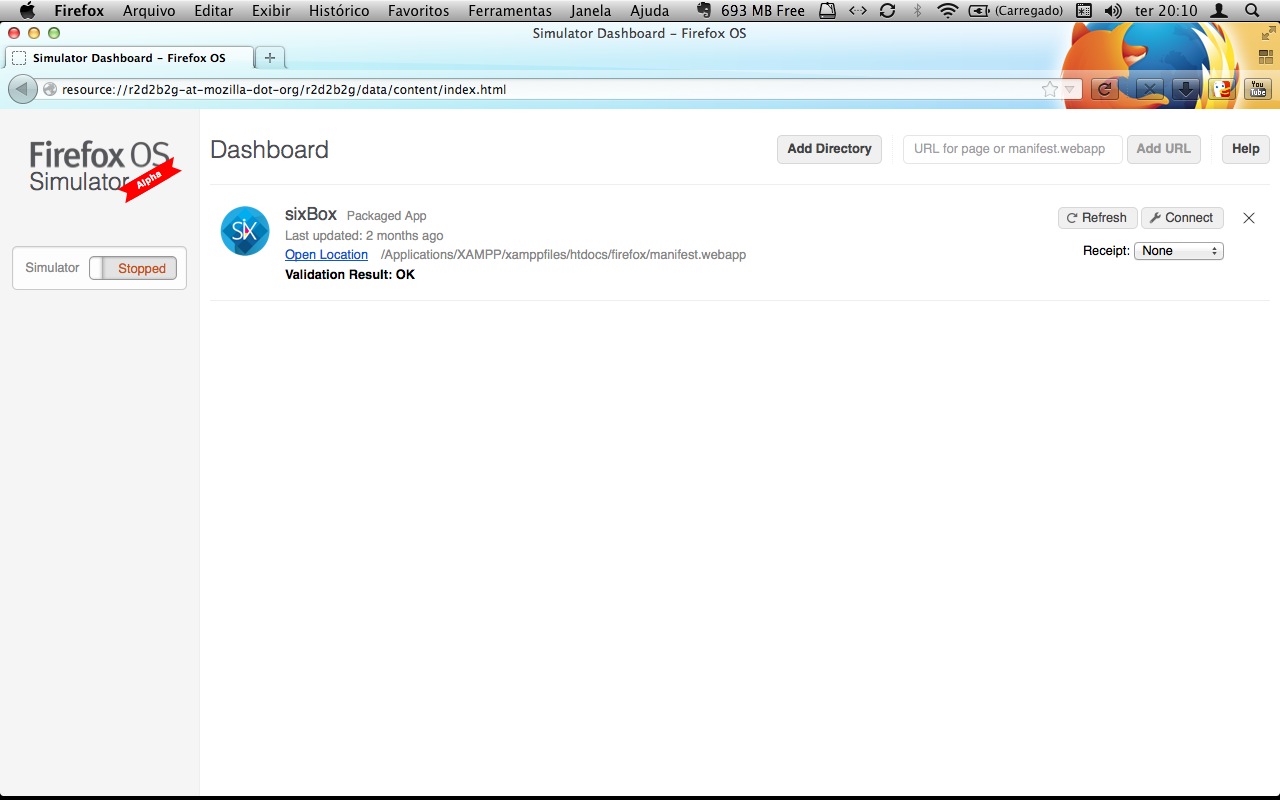 Firefox Arquivo Editar Exibir Histórico Favoritos Ferramentas Janela Ajuda 693 MB Free (Carregado) ter 20:10
Simulator Dashboard – Firefox OS
Simulator Dashboard – Firefox OS
resource://r2d2b2g-at-mozilla-dot-org/r2d2b2g/data/content/index.html
You Tube
Firefox OS
Simulator
Alpha
Dashboard
Add Directory
URL for page or manifest.webapp
Add URL
Help
Simulator Stopped
sixBox Packaged App
SiX
Last updated: 2 months ago
Open Location /Applications/XAMPP/xamppfiles/htdocs/firefox/manifest.webapp
Validation Result: OK
Refresh
Connect
Receipt: None